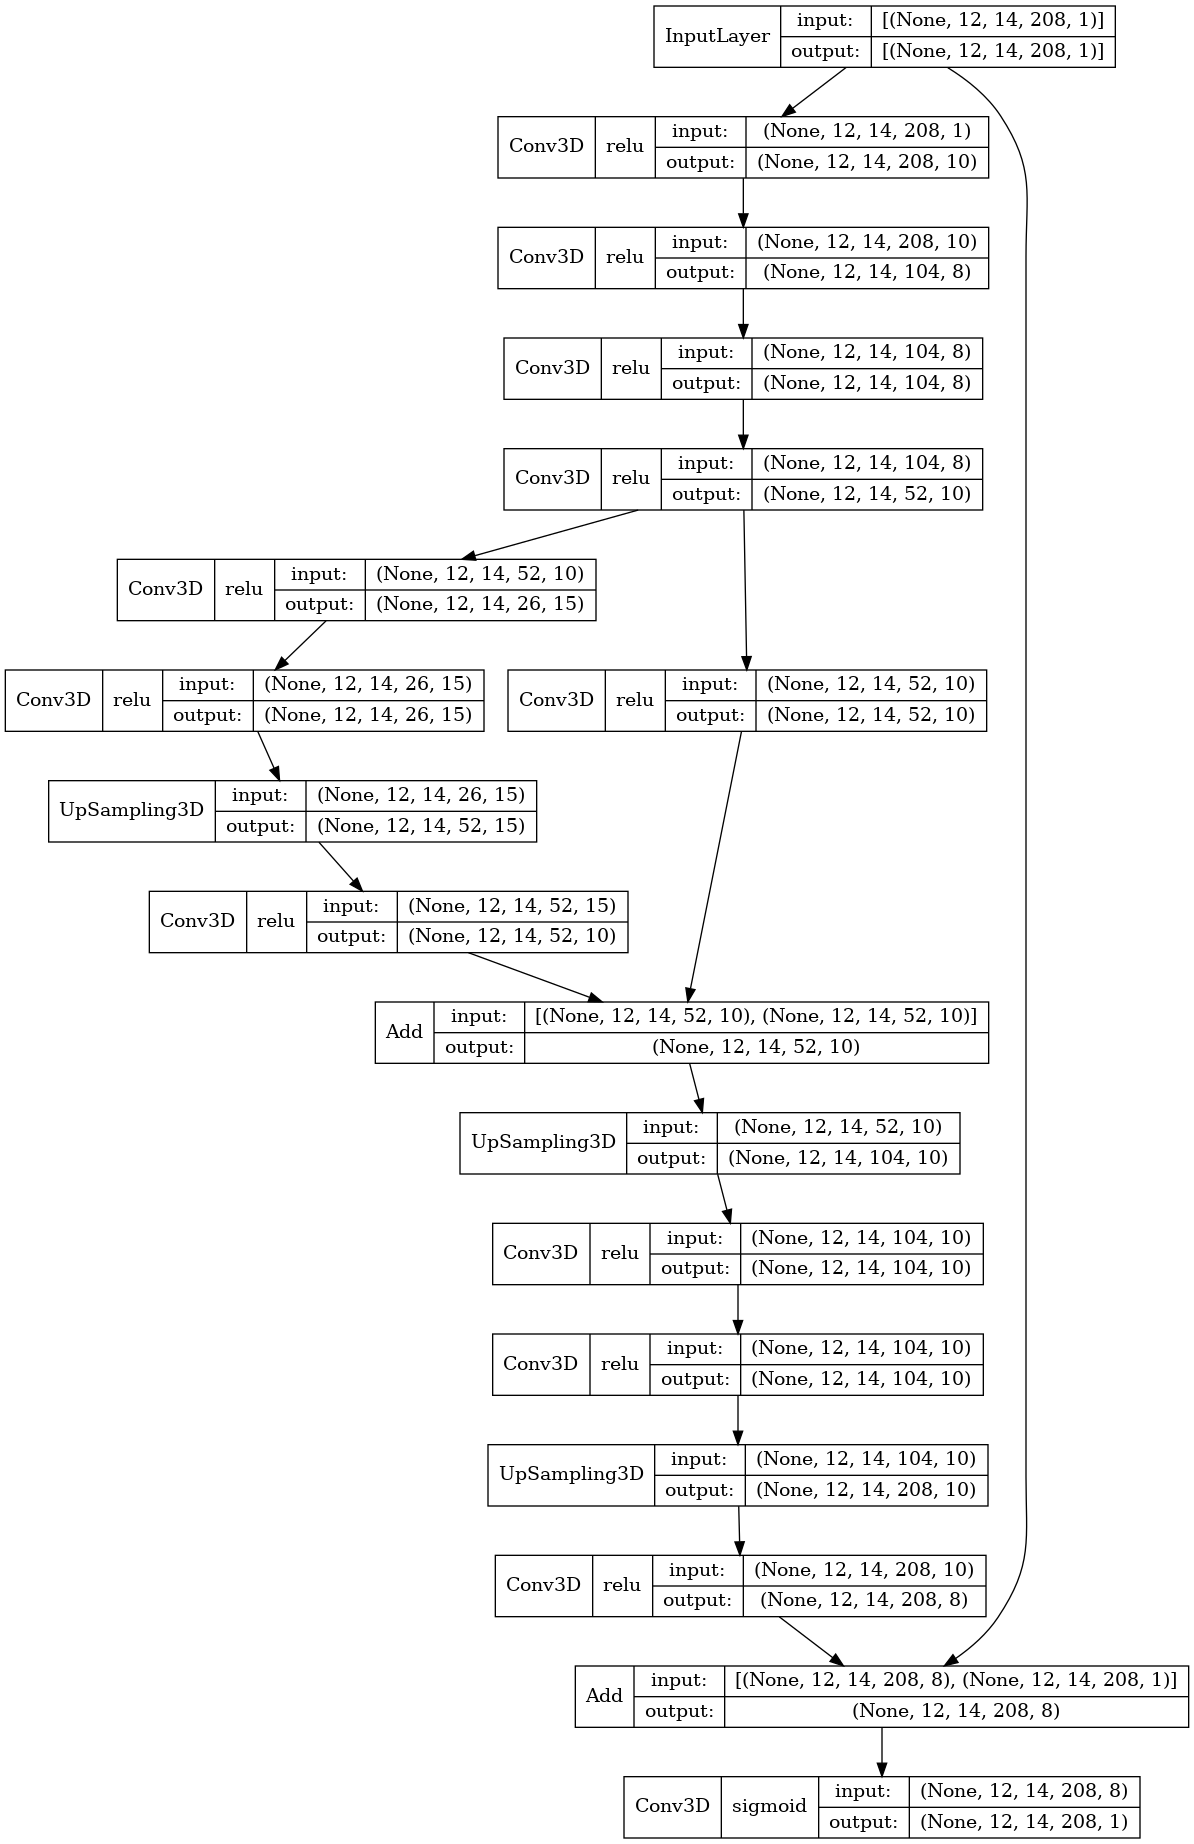 InputLayer input: [(None, 12, 14, 208, 1)]
output: [(None, 12, 14, 208, 1)]
Conv3D relu input: (None, 12, 14, 208, 1)
output: (None, 12, 14, 208, 10)
Conv3D relu input: (None, 12, 14, 208, 10)
output: (None, 12, 14, 104, 8)
Conv3D relu input: (None, 12, 14, 104, 8)
output: (None, 12, 14, 104, 8)
Conv3D relu input: (None, 12, 14, 104, 8)
output: (None, 12, 14, 52, 10)
Conv3D relu input: (None, 12, 14, 52, 10)
output: (None, 12, 14, 26, 15)
Conv3D relu input: (None, 12, 14, 26, 15)
output: (None, 12, 14, 26, 15)
Conv3D relu input: (None, 12, 14, 52, 10)
output: (None, 12, 14, 52, 10)
UpSampling3D input: (None, 12, 14, 26, 15)
output: (None, 12, 14, 52, 15)
Conv3D relu input: (None, 12, 14, 52, 15)
output: (None, 12, 14, 52, 10)
Add input: [(None, 12, 14, 52, 10), (None, 12, 14, 52, 10)]
output: (None, 12, 14, 52, 10)
UpSampling3D input: (None, 12, 14, 52, 10)
output: (None, 12, 14, 104, 10)
Conv3D relu input: (None, 12, 14, 104, 10)
output: (None, 12, 14, 104, 10)
Conv3D relu input: (None, 12, 14, 104, 10)
output: (None, 12, 14, 104, 10)
UpSampling3D input: (None, 12, 14, 104, 10)
output: (None, 12, 14, 208, 10)
Conv3D relu input: (None, 12, 14, 208, 10)
output: (None, 12, 14, 208, 8)
Add input: [(None, 12, 14, 208, 8), (None, 12, 14, 208, 1)]
output: (None, 12, 14, 208, 8)
Conv3D sigmoid input: (None, 12, 14, 208, 8)
output: (None, 12, 14, 208, 1)